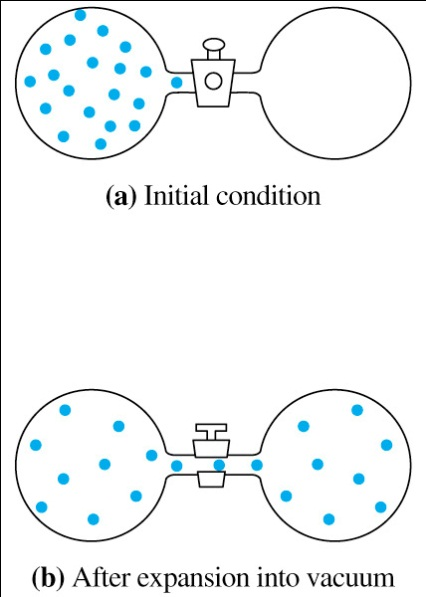 (a) Initial condition
(b) After expansion into vacuum